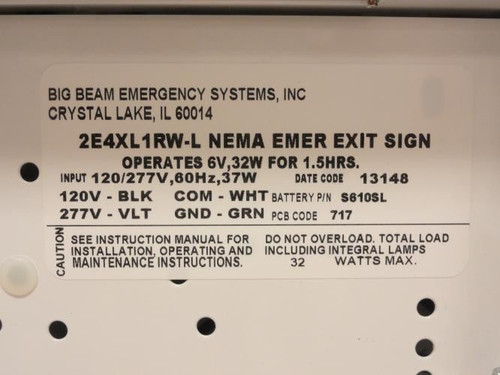 BIG BEAM EMERGENCY SYSTEMS, INC
CRYSTAL LAKE, IL 60014
2E4XL1RW-L NEMA EMER EXIT SIGN
OPERATES 6V,32W FOR 1.5HRS.
INPUT 120/277V,60Hz,37W DATE CODE 13148
120V - BLK COM - WHT BATTERY P/N S610SL
277V - VLT GND - GRN PCB CODE 717
CAUTION
SEE INSTRUCTION MANUAL FOR
INSTALLATION, OPERATING AND
MAINTENANCE INSTRUCTIONS.
DO NOT OVERLOAD. TOTAL LOAD
INCLUDING INTEGRAL LAMPS
32 WATTS MAX.